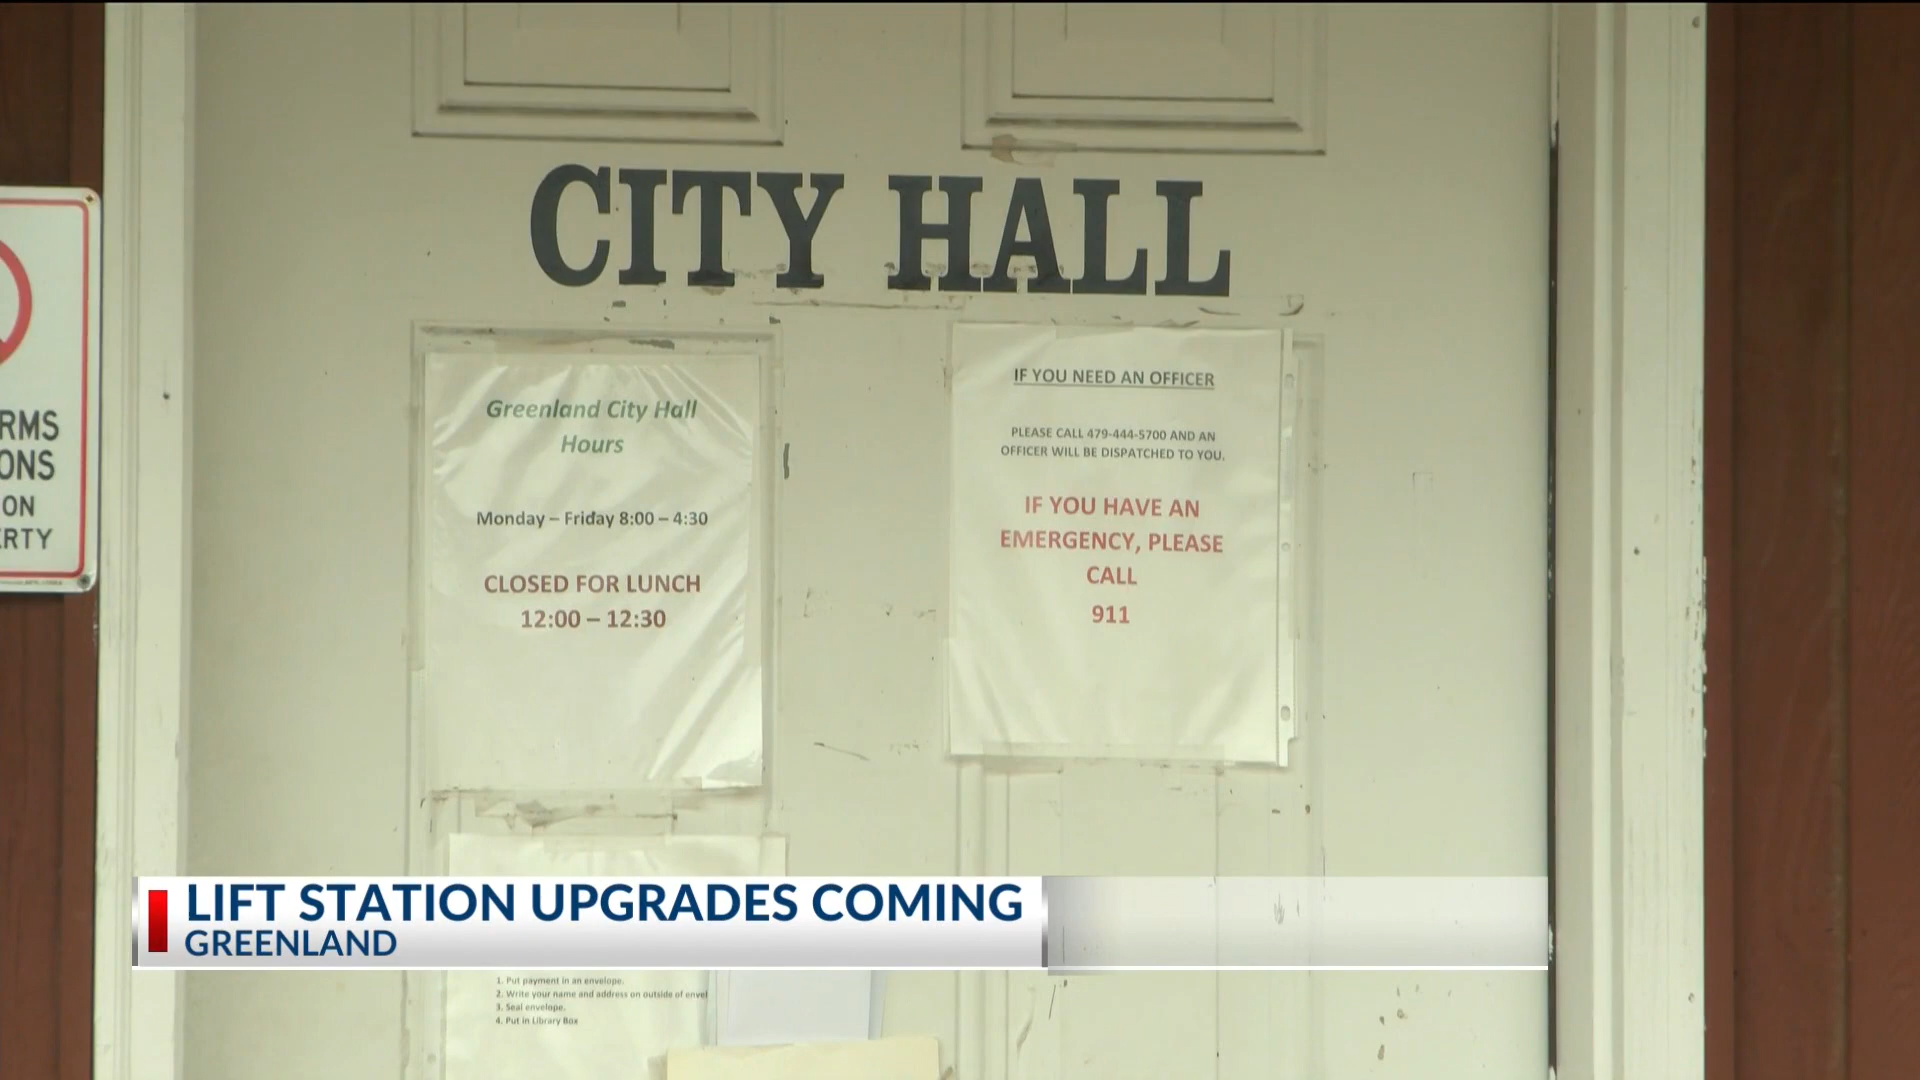 CITY HALL
RMS
ONS
ON
ERTY
Greenland City Hall
Hours
Monday – Friday 8:00 – 4:30
CLOSED FOR LUNCH
12:00 – 12:30
IF YOU NEED AN OFFICER
PLEASE CALL 479-444-5700 AND AN
OFFICER WILL BE DISPATCHED TO YOU.
IF YOU HAVE AN
EMERGENCY, PLEASE
CALL
911
LIFT STATION UPGRADES COMING
GREENLAND
1. Put payment in an envelope.
2. Write your name and address on outside of envel
3. Seal envelope.
4. Put in Library Box